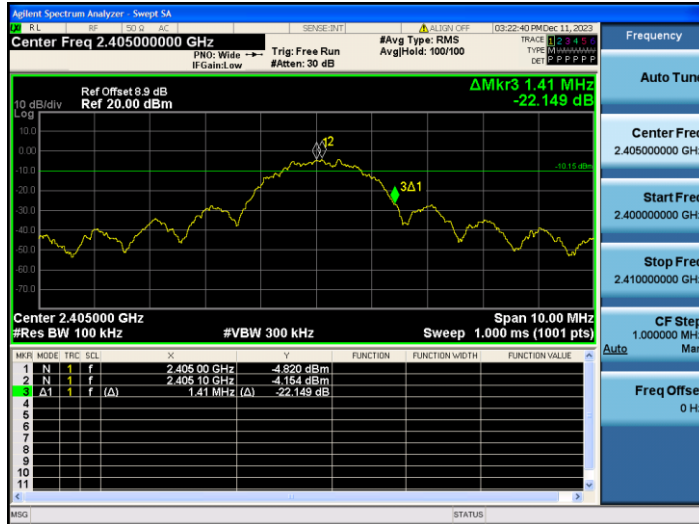 Agilent Spectrum Analyzer - Swept SA
RL RF 50 Ω AC SENSE:INT ALIGN OFF 03:22:40 PM Dec 11, 2023
Center Freq 2.405000000 GHz
PNO: Wide
IFGain:Low
Trig: Free Run
#Atten: 30 dB
#Avg Type: RMS
Avg|Hold: 100/100
TRACE 1 2 3 4 5 6
TYPE M
DET P P P P P P
Ref Offset 8.9 dB
Ref 20.00 dBm
10 dB/div
Log
ΔMkr3 1.41 MHz
-22.149 dB
10.0
0.00
-10.0
-20.0
-30.0
-40.0
-50.0
-60.0
-70.0
12
-10.15 dBm
3Δ1
Center 2.405000 GHz
Span 10.00 MHz
#Res BW 100 kHz
#VBW 300 kHz
Sweep 1.000 ms (1001 pts)
MKR MODE TRC SCL X Y FUNCTION FUNCTION WIDTH FUNCTION VALUE
1 N 1 f 2.405 00 GHz -4.820 dBm
2 N 1 f 2.405 10 GHz -4.154 dBm
3 Δ1 1 f (Δ) 1.41 MHz (Δ) -22.149 dB
4
5
6
7
8
9
10
11
MSG
STATUS
Frequency
Auto Tune
Center Freq
2.405000000 GHz
Start Freq
2.400000000 GHz
Stop Freq
2.410000000 GHz
CF Step
1.000000 MHz
Auto Man
Freq Offset
0 Hz